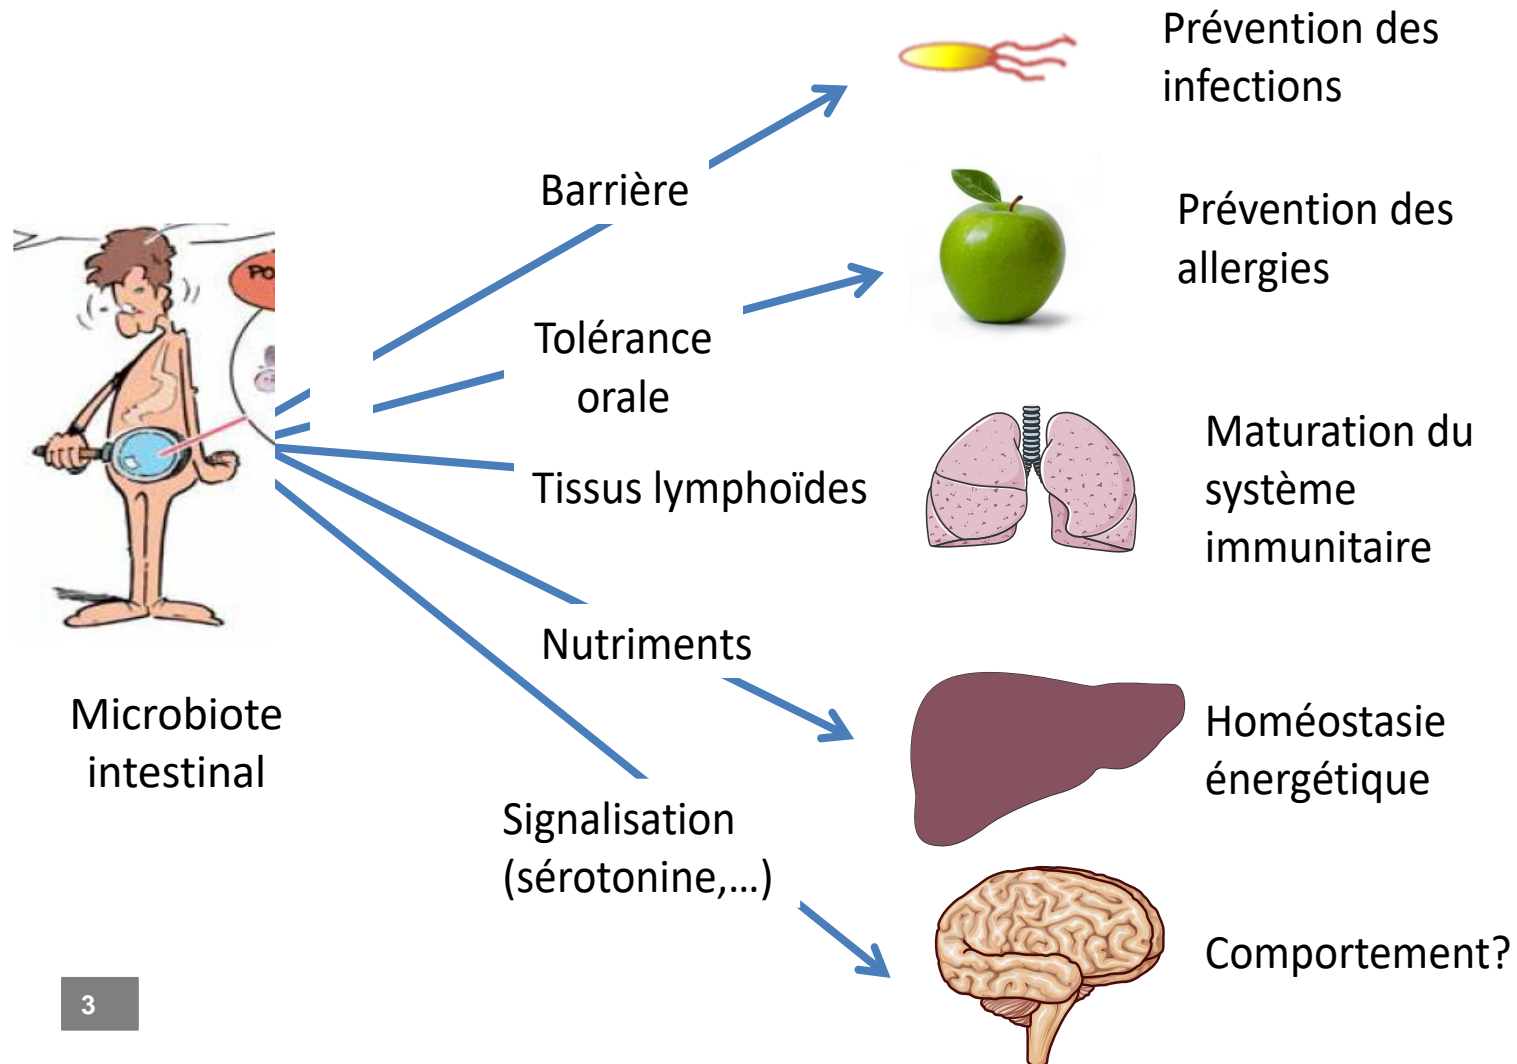 Prévention des
infections
Barrière
Prévention des
allergies
Tolérance
orale
Maturation du
système
immunitaire
Tissus lymphoïdes
Nutriments
Microbiote
intestinal
Homéostasie
énergétique
Signalisation
(sérotonine,...)
Comportement?
3